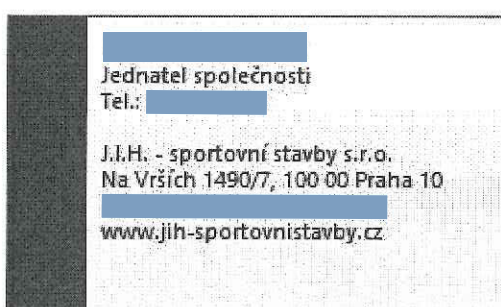 Jednatel společnosti
Tel.:
J.I.H. - sportovní stavby s.r.o.
Na Vrších 1490/7, 100 00 Praha 10
www.jih-sportovnistavby.cz